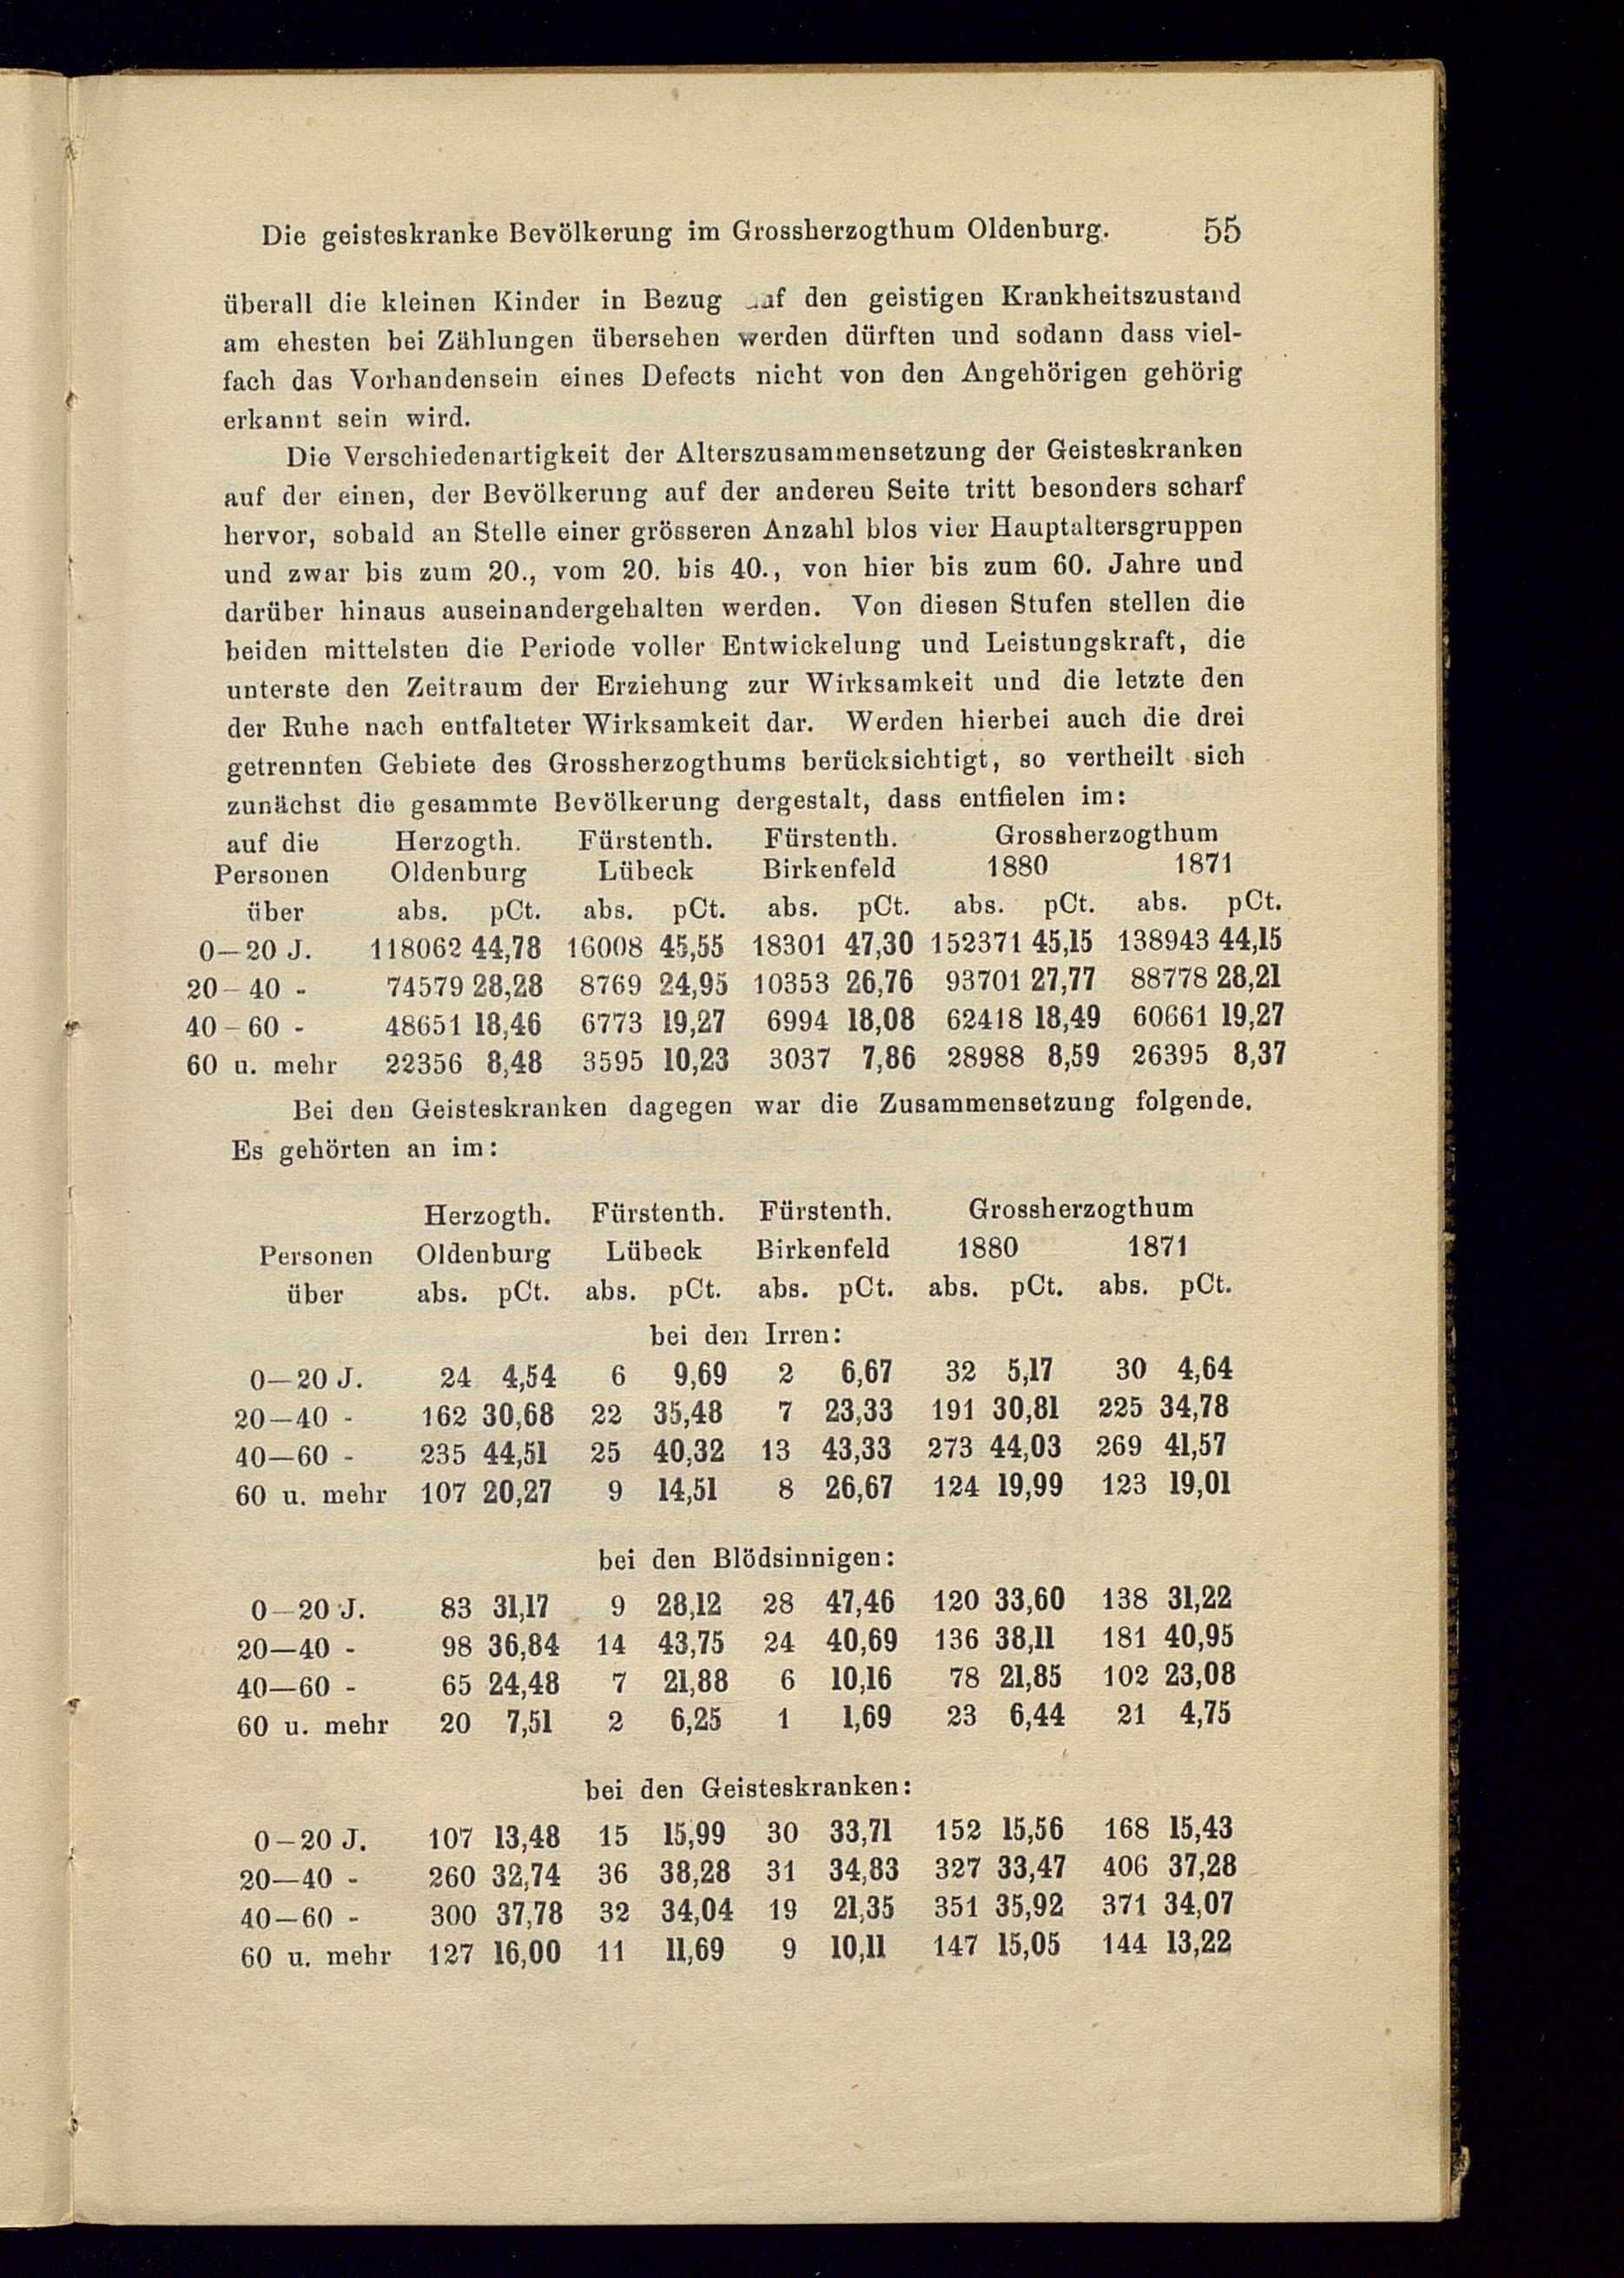 Die geisteskranke Bevölkerung im Grossherzogthum Oldenburg. 55
überall die kleinen Kinder in Bezug auf den geistigen Krankheitszustand
am ehesten bei Zählungen übersehen werden dürften und sodann dass viel-
fach das Vorhandensein eines Defects nicht von den Angehörigen gehörig
erkannt sein wird.
Die Verschiedenartigkeit der Alterszusammensetzung der Geisteskranken
auf der einen, der Bevölkerung auf der anderen Seite tritt besonders scharf
hervor, sobald an Stelle einer grösseren Anzahl blos vier Hauptaltersgruppen
und zwar bis zum 20., vom 20. bis 40., von hier bis zum 60. Jahre und
darüber hinaus auseinandergehalten werden. Von diesen Stufen stellen die
beiden mittelsten die Periode voller Entwickelung und Leistungskraft, die
unterste den Zeitraum der Erziehung zur Wirksamkeit und die letzte den
der Ruhe nach entfalteter Wirksamkeit dar. Werden hierbei auch die drei
getrennten Gebiete des Grossherzogthums berücksichtigt, so vertheilt sich
zunächst die gesammte Bevölkerung dergestalt, dass entfielen im:
auf die Herzogth. Fürstenth. Fürstenth. Grossherzogthum
Personen Oldenburg Lübeck Birkenfeld 1880 1871
über abs. pCt. abs. pCt. abs. pCt. abs. pCt. abs. pCt.
0—20 J. 118062 44,78 16008 45,55 18301 47,30 152371 45,15 138943 44,15
20—40 - 74579 28,28 8769 24,95 10353 26,76 93701 27,77 88778 28,21
40—60 - 48651 18,46 6773 19,27 6994 18,08 62418 18,49 60661 19,27
60 u. mehr 22356 8,48 3595 10,23 3037 7,86 28988 8,59 26395 8,37
Bei den Geisteskranken dagegen war die Zusammensetzung folgende.
Es gehörten an im:
Herzogth. Fürstenth. Fürstenth. Grossherzogthum
Personen Oldenburg Lübeck Birkenfeld 1880 1871
über abs. pCt. abs. pCt. abs. pCt. abs. pCt. abs. pCt.
bei den Irren:
0—20 J. 24 4,54 6 9,69 2 6,67 32 5,17 30 4,64
20—40 - 162 30,68 22 35,48 7 23,33 191 30,81 225 34,78
40—60 - 235 44,51 25 40,32 13 43,33 273 44,03 269 41,57
60 u. mehr 107 20,27 9 14,51 8 26,67 124 19,99 123 19,01
bei den Blödsinnigen:
0—20 J. 83 31,17 9 28,12 28 47,46 120 33,60 138 31,22
20—40 - 98 36,84 14 43,75 24 40,69 136 38,11 181 40,95
40—60 - 65 24,48 7 21,88 6 10,16 78 21,85 102 23,08
60 u. mehr 20 7,51 2 6,25 1 1,69 23 6,44 21 4,75
bei den Geisteskranken:
0—20 J. 107 13,48 15 15,99 30 33,71 152 15,56 168 15,43
20—40 - 260 32,74 36 38,28 31 34,83 327 33,47 406 37,28
40—60 - 300 37,78 32 34,04 19 21,35 351 35,92 371 34,07
60 u. mehr 127 16,00 11 11,69 9 10,11 147 15,05 144 13,22